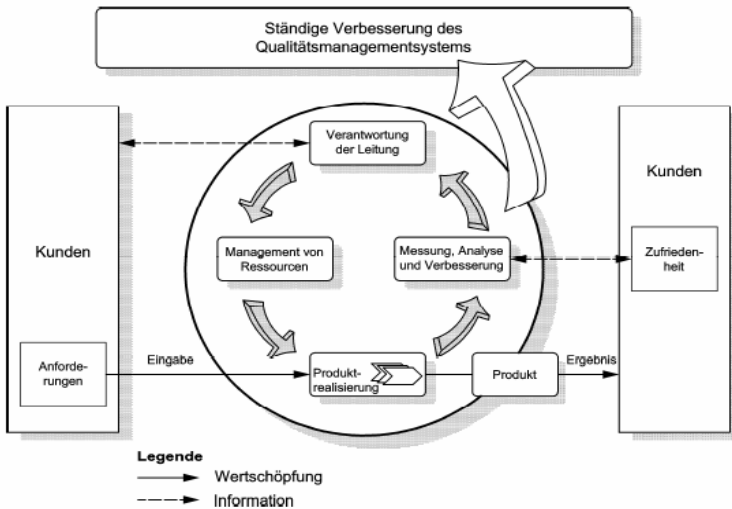 Ständige Verbesserung des
Qualitätsmanagementsystems
Verantwortung
der Leitung
Kunden
Kunden
Management von
Ressourcen
Messung, Analyse
und Verbesserung
Zufrieden-
heit
Anforde-
rungen
Eingabe
Produkt-
realisierung
Produkt
Ergebnis
Legende
Wertschöpfung
Information